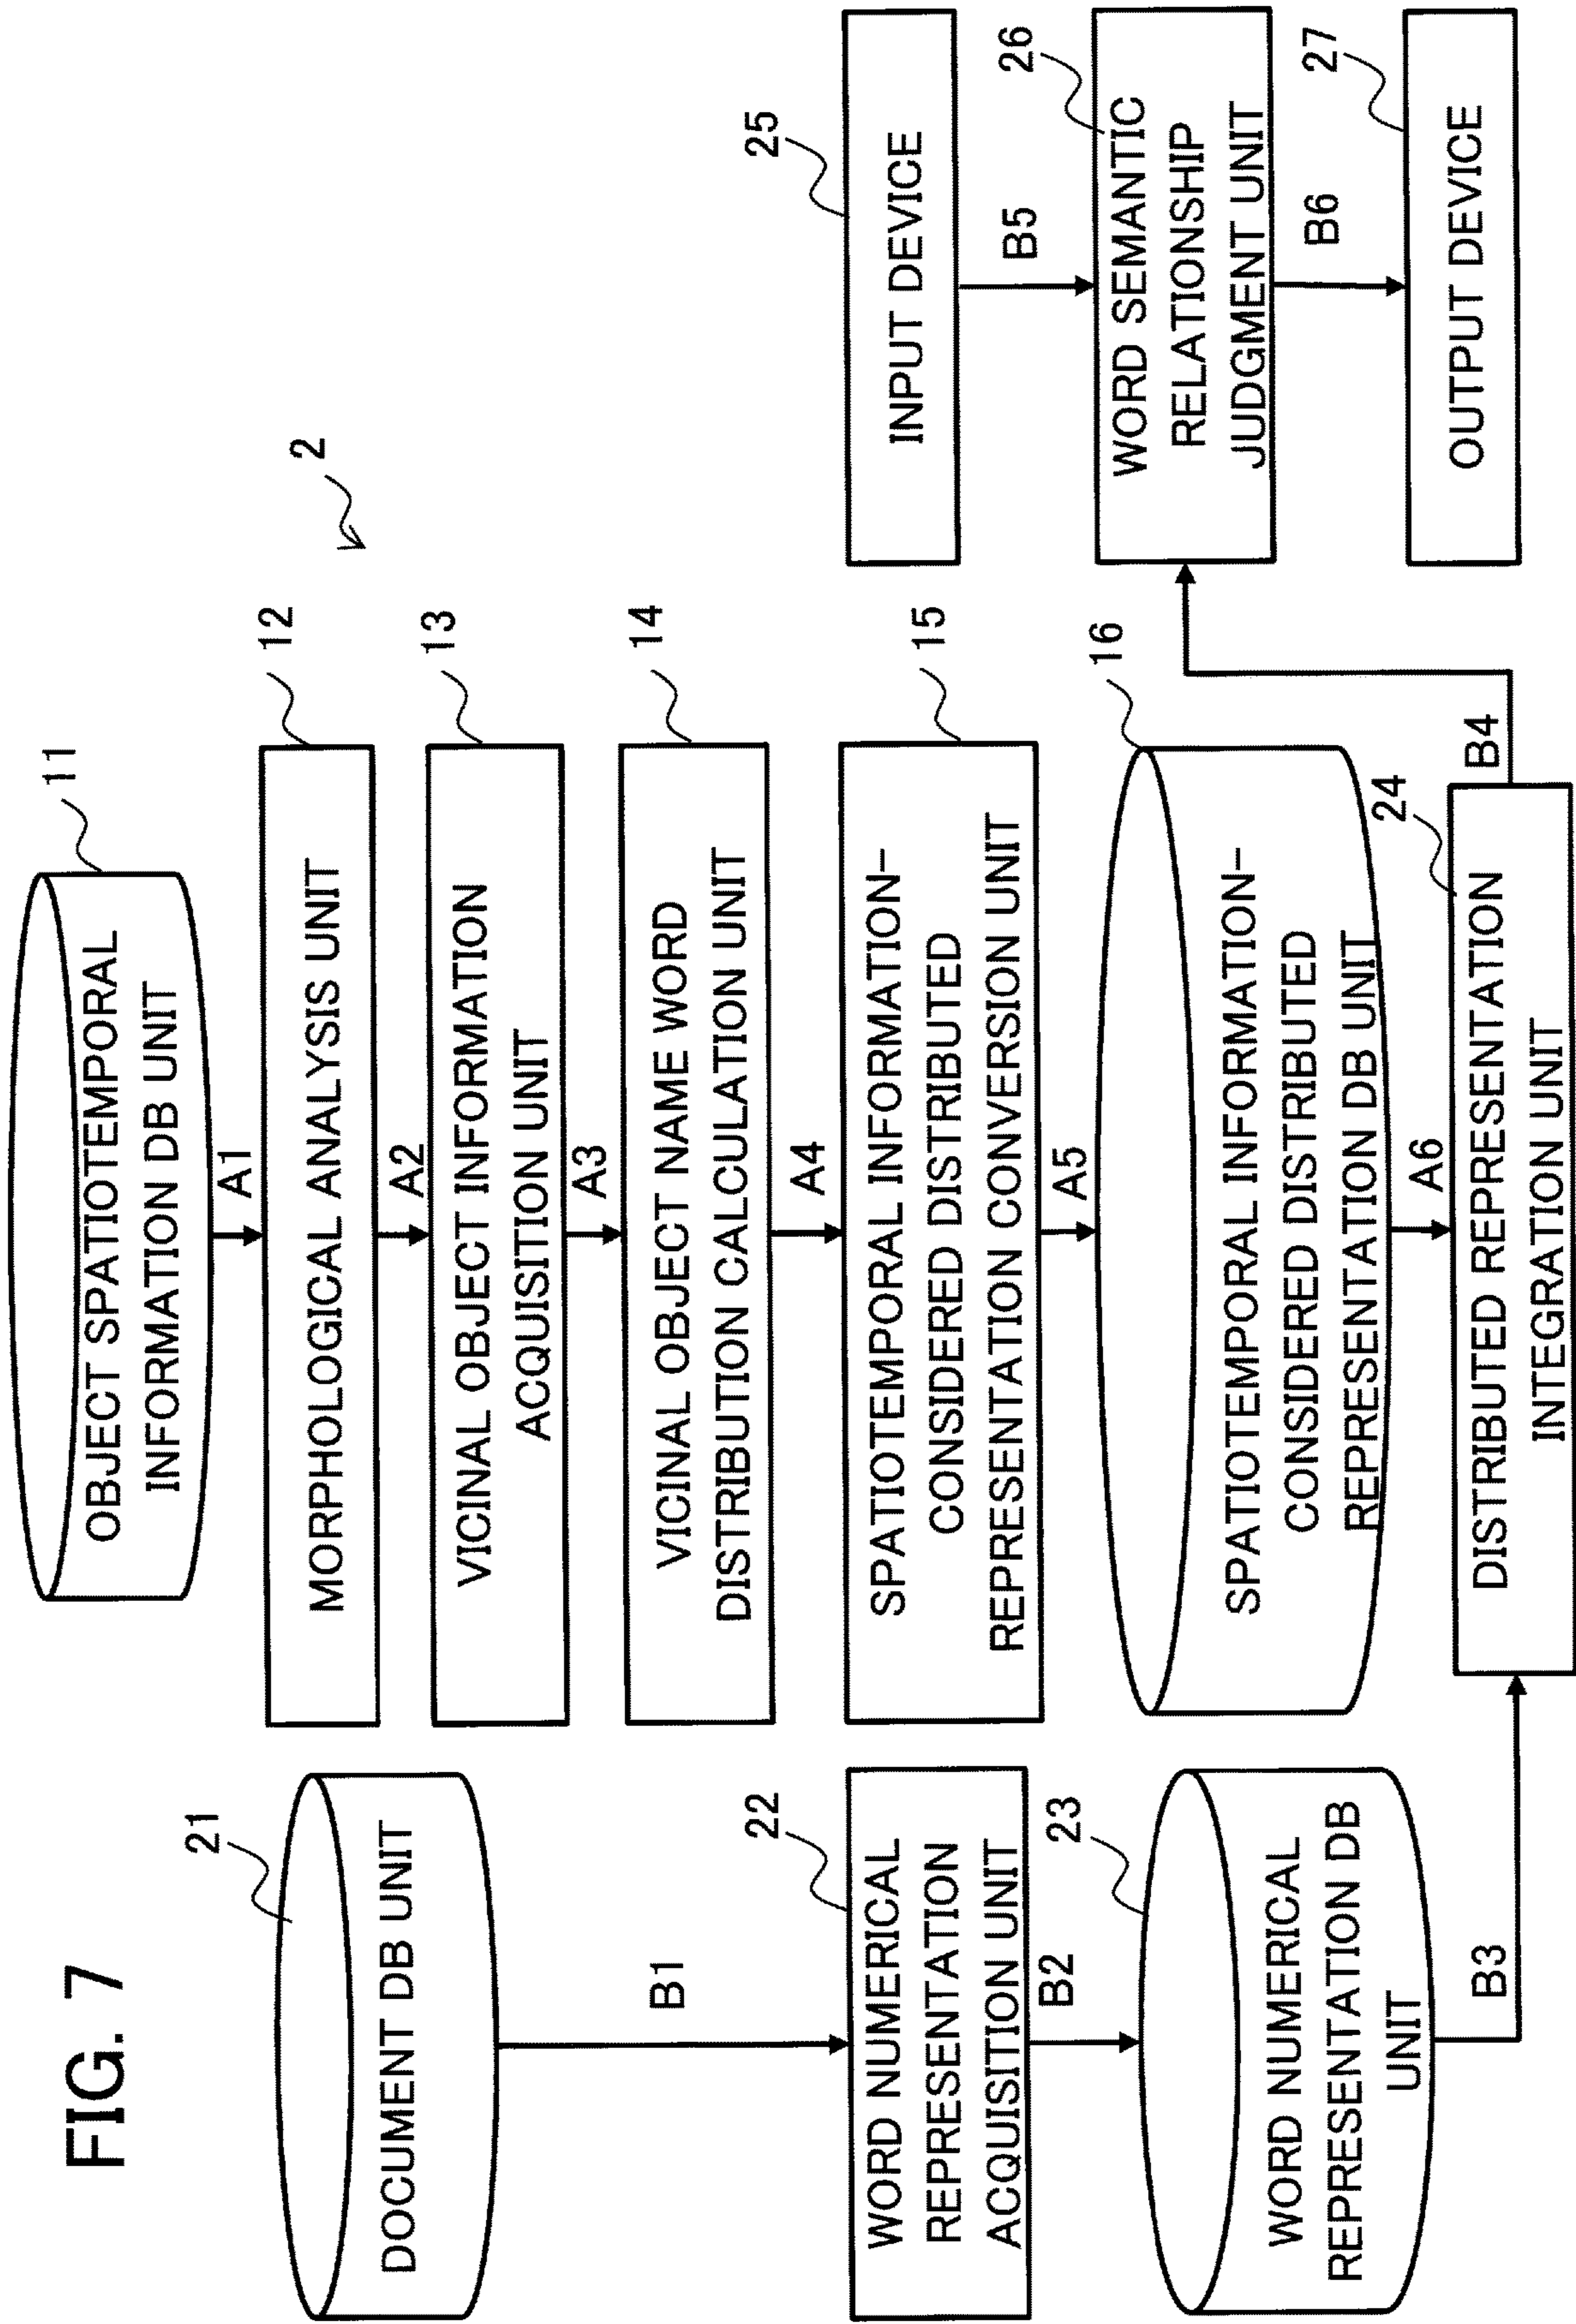 FIG. 7
2
11
OBJECT SPATIOTEMPORAL
INFORMATION DB UNIT
A1
12
MORPHOLOGICAL ANALYSIS UNIT
A2
13
VICINAL OBJECT INFORMATION
ACQUISITION UNIT
A3
14
VICINAL OBJECT NAME WORD
DISTRIBUTION CALCULATION UNIT
A4
15
SPATIOTEMPORAL INFORMATION-
CONSIDERED DISTRIBUTED
REPRESENTATION CONVERSION UNIT
A5
16
SPATIOTEMPORAL INFORMATION-
CONSIDERED DISTRIBUTED
REPRESENTATION DB UNIT
A6
21
DOCUMENT DB UNIT
B1
22
WORD NUMERICAL
REPRESENTATION
ACQUISITION UNIT
B2
23
WORD NUMERICAL
REPRESENTATION DB
UNIT
B3
24
DISTRIBUTED REPRESENTATION
INTEGRATION UNIT
B4
25
INPUT DEVICE
B5
26
WORD SEMANTIC
RELATIONSHIP
JUDGMENT UNIT
B6
27
OUTPUT DEVICE